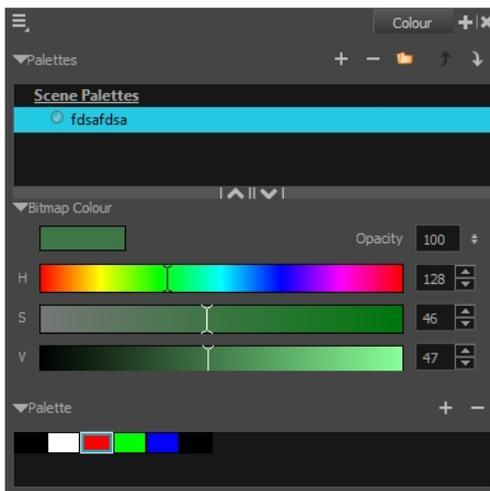 Colour
Palettes
Scene Palettes
fdsafdsa
Bitmap Colour
Opacity 100
H 128
S 46
V 47
Palette